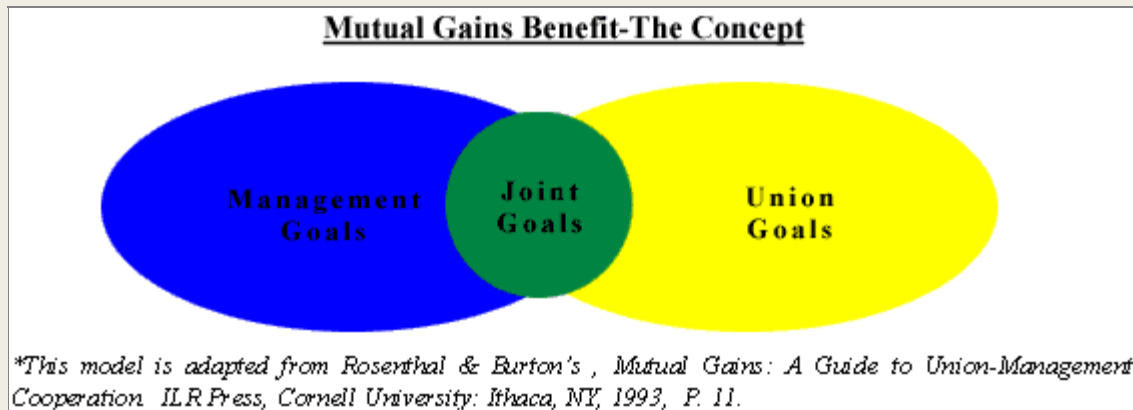 Mutual Gains Benefit-The Concept
Management
Goals
Joint
Goals
Union
Goals
*This model is adapted from Rosenthal & Burton's , Mutual Gains: A Guide to Union-Management
Cooperation. ILR Press, Cornell University: Ithaca, NY, 1993, P. 11.